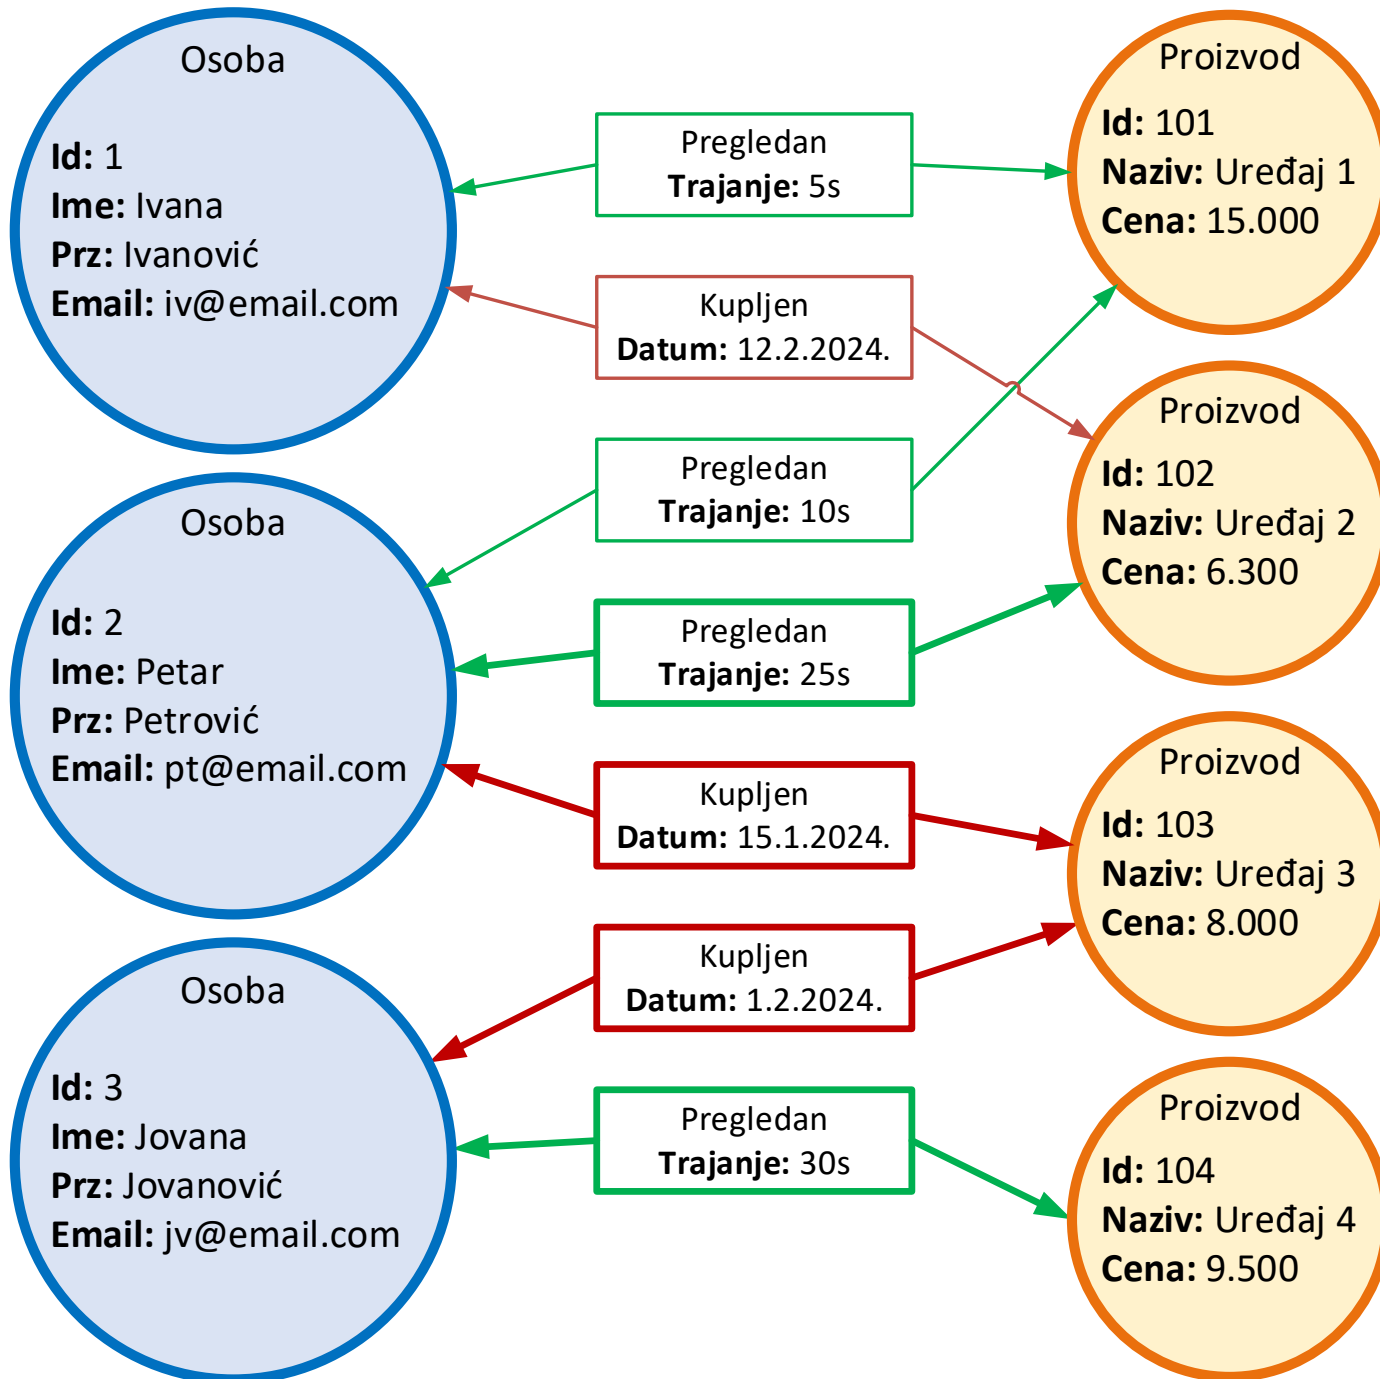 Osoba
Id: 1
Ime: Ivana
Prz: Ivanović
Email: iv@email.com
Osoba
Id: 2
Ime: Petar
Prz: Petrović
Email: pt@email.com
Osoba
Id: 3
Ime: Jovana
Prz: Jovanović
Email: jv@email.com
Pregledan
Trajanje: 5s
Kupljen
Datum: 12.2.2024.
Pregledan
Trajanje: 10s
Pregledan
Trajanje: 25s
Kupljen
Datum: 15.1.2024.
Kupljen
Datum: 1.2.2024.
Pregledan
Trajanje: 30s
Proizvod
Id: 101
Naziv: Uređaj 1
Cena: 15.000
Proizvod
Id: 102
Naziv: Uređaj 2
Cena: 6.300
Proizvod
Id: 103
Naziv: Uređaj 3
Cena: 8.000
Proizvod
Id: 104
Naziv: Uređaj 4
Cena: 9.500